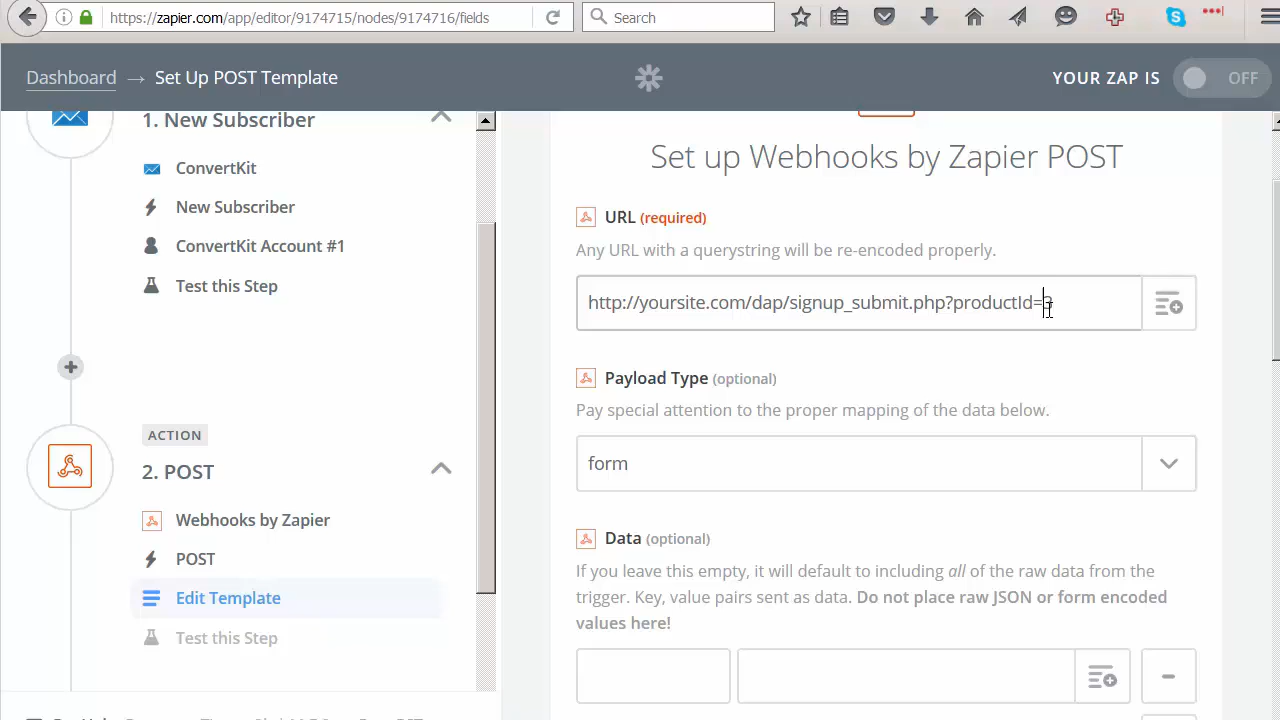 https://zapier.com/app/editor/9174715/nodes/9174716/fields
Search
Dashboard → Set Up POST Template
YOUR ZAP IS OFF
1. New Subscriber
ConvertKit
New Subscriber
ConvertKit Account #1
Test this Step
ACTION
2. POST
Webhooks by Zapier
POST
Edit Template
Test this Step
Set up Webhooks by Zapier POST
URL (required)
Any URL with a querystring will be re-encoded properly.
http://yoursite.com/dap/signup_submit.php?productId=
Payload Type (optional)
Pay special attention to the proper mapping of the data below.
form
Data (optional)
If you leave this empty, it will default to including all of the raw data from the
trigger. Key, value pairs sent as data. Do not place raw JSON or form encoded
values here!